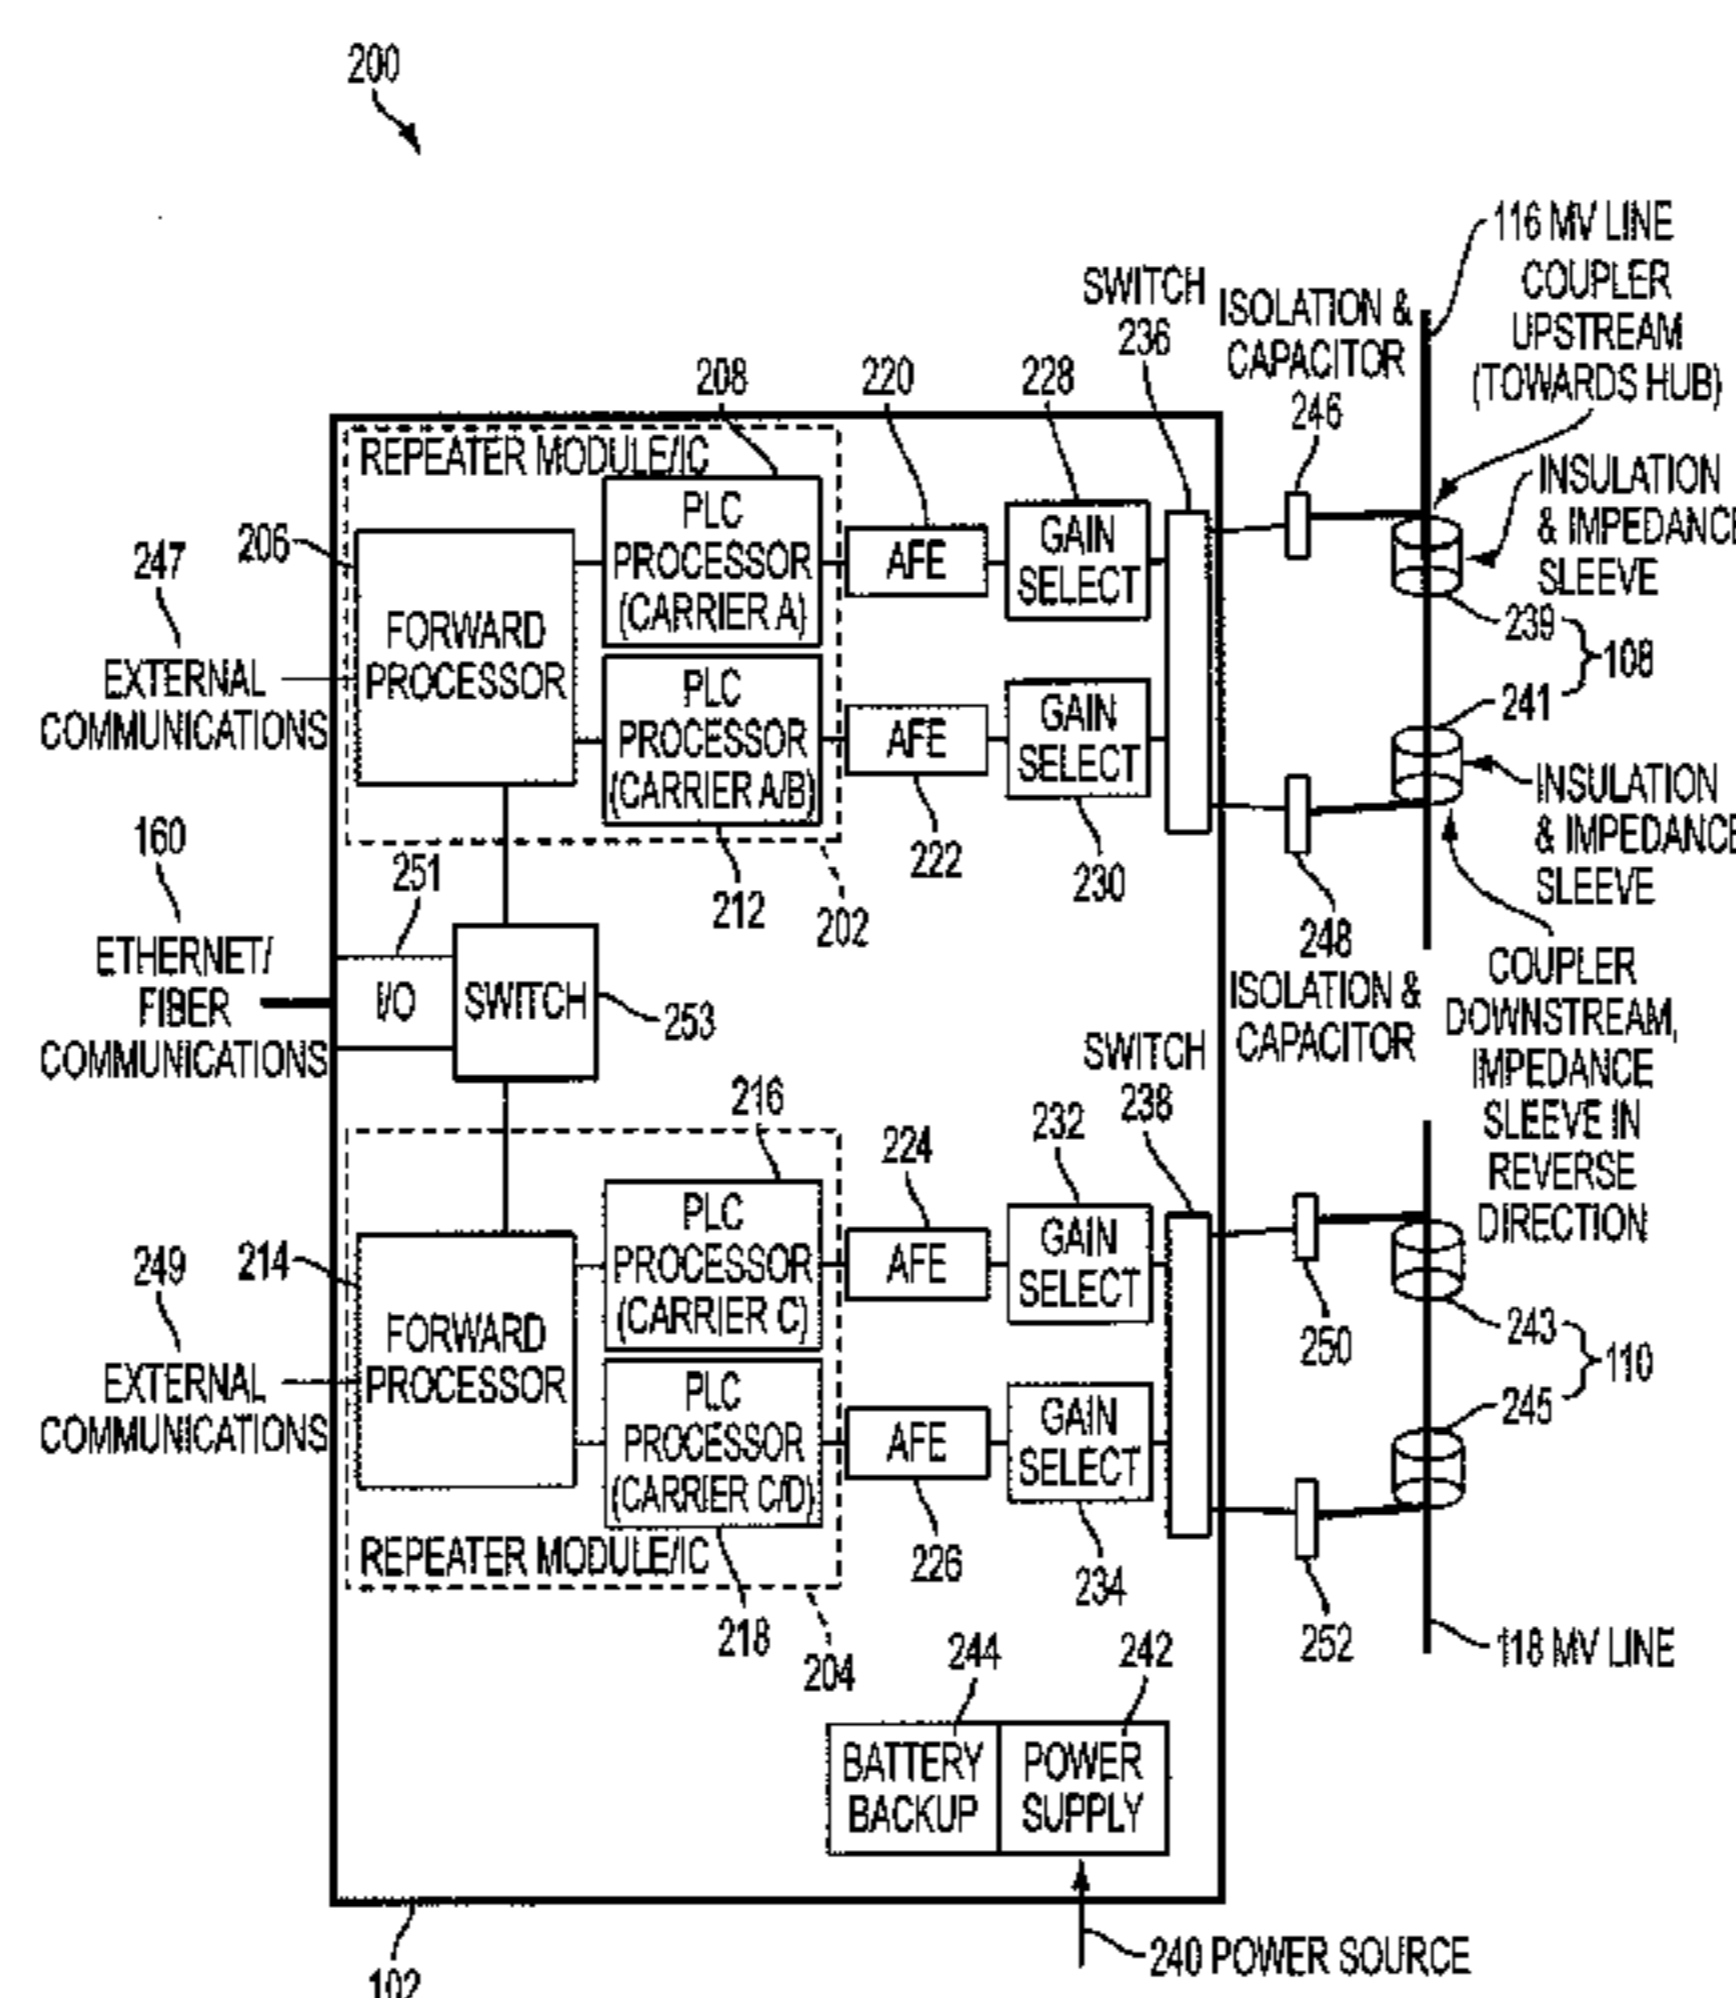 200
116 MV LINE
COUPLER
UPSTREAM
(TOWARDS HUB)
SWITCH
236
ISOLATION &
CAPACITOR
246
208
220
228
INSULATION
& IMPEDANCE
SLEEVE
REPEATER MODULE/IC
PLC
PROCESSOR
(CARRIER A)
AFE
GAIN
SELECT
206
247
EXTERNAL
COMMUNICATIONS
FORWARD
PROCESSOR
239
108
241
PLC
PROCESSOR
(CARRIER A/B)
AFE
GAIN
SELECT
INSULATION
& IMPEDANCE
SLEEVE
160
ETHERNET/
FIBER
COMMUNICATIONS
251
212
202
222
230
248
ISOLATION &
CAPACITOR
COUPLER
DOWNSTREAM,
IMPEDANCE
SLEEVE IN
REVERSE
DIRECTION
I/O
SWITCH
253
SWITCH
238
216
224
232
PLC
PROCESSOR
(CARRIER C)
AFE
GAIN
SELECT
249
EXTERNAL
COMMUNICATIONS
214
FORWARD
PROCESSOR
250
243
110
245
PLC
PROCESSOR
(CARRIER C/D)
AFE
GAIN
SELECT
REPEATER MODULE/IC
218
204
226
234
252
118 MV LINE
244
242
BATTERY
BACKUP
POWER
SUPPLY
102
240 POWER SOURCE